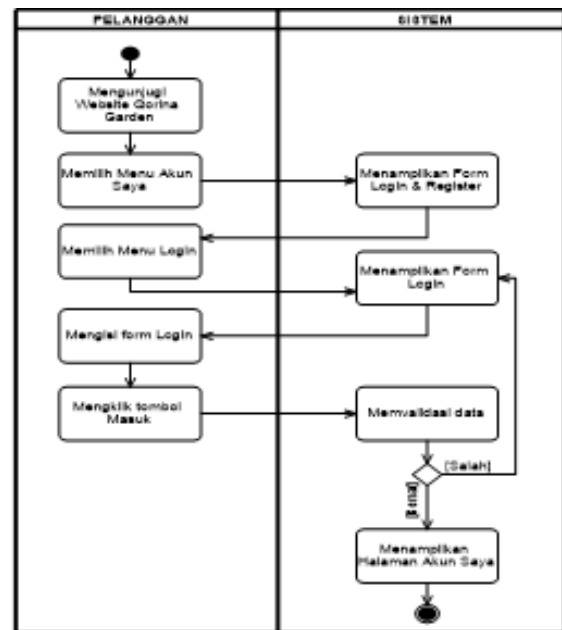 PELANGGAN
SISTEM
Mengunjugi
Website Qorina
Garden
Memilih Menu Akun
Saya
Menampilkan Form
Login & Register
Memilih Menu Login
Menampilkan Form
Login
Mengisi form Login
Mengklik tombol
Masuk
Memvalidasi data
[Salah]
[Benar]
Menampilkan
Halaman Akun Saya